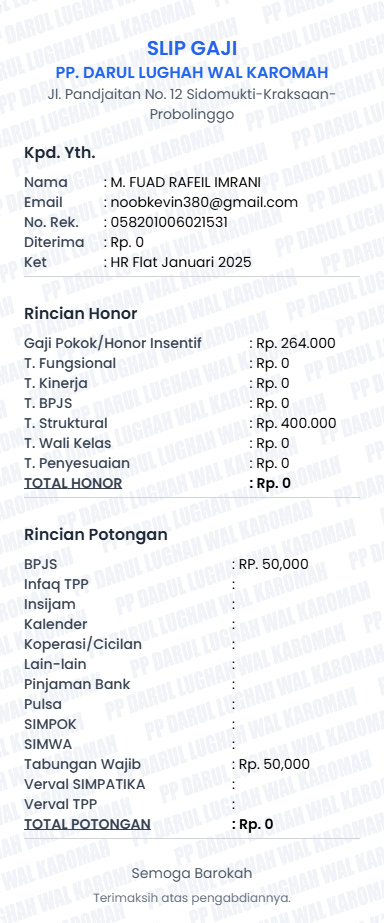 SLIP GAJI
PP. DARUL LUGHAH WAL KAROMAH
Jl. Pandjaitan No. 12 Sidomukti-Kraksaan-
Probolinggo
Kpd. Yth.
Nama : M. FUAD RAFEIL IMRANI
Email : noobkevin380@gmail.com
No. Rek. : 058201006021531
Diterima : Rp. 0
Ket : HR Flat Januari 2025
Rincian Honor
Gaji Pokok/Honor Insentif : Rp. 264.000
T. Fungsional : Rp. 0
T. Kinerja : Rp. 0
T. BPJS : Rp. 0
T. Struktural : Rp. 400.000
T. Wali Kelas : Rp. 0
T. Penyesuaian : Rp. 0
TOTAL HONOR : Rp. 0
Rincian Potongan
BPJS : RP. 50,000
Infaq TPP :
Insijam :
Kalender :
Koperasi/Cicilan :
Lain-lain :
Pinjaman Bank :
Pulsa :
SIMPOK :
SIMWA :
Tabungan Wajib : Rp. 50,000
Verval SIMPATIKA :
Verval TPP :
TOTAL POTONGAN : Rp. 0
Semoga Barokah
Terimaksih atas pengabdiannya.